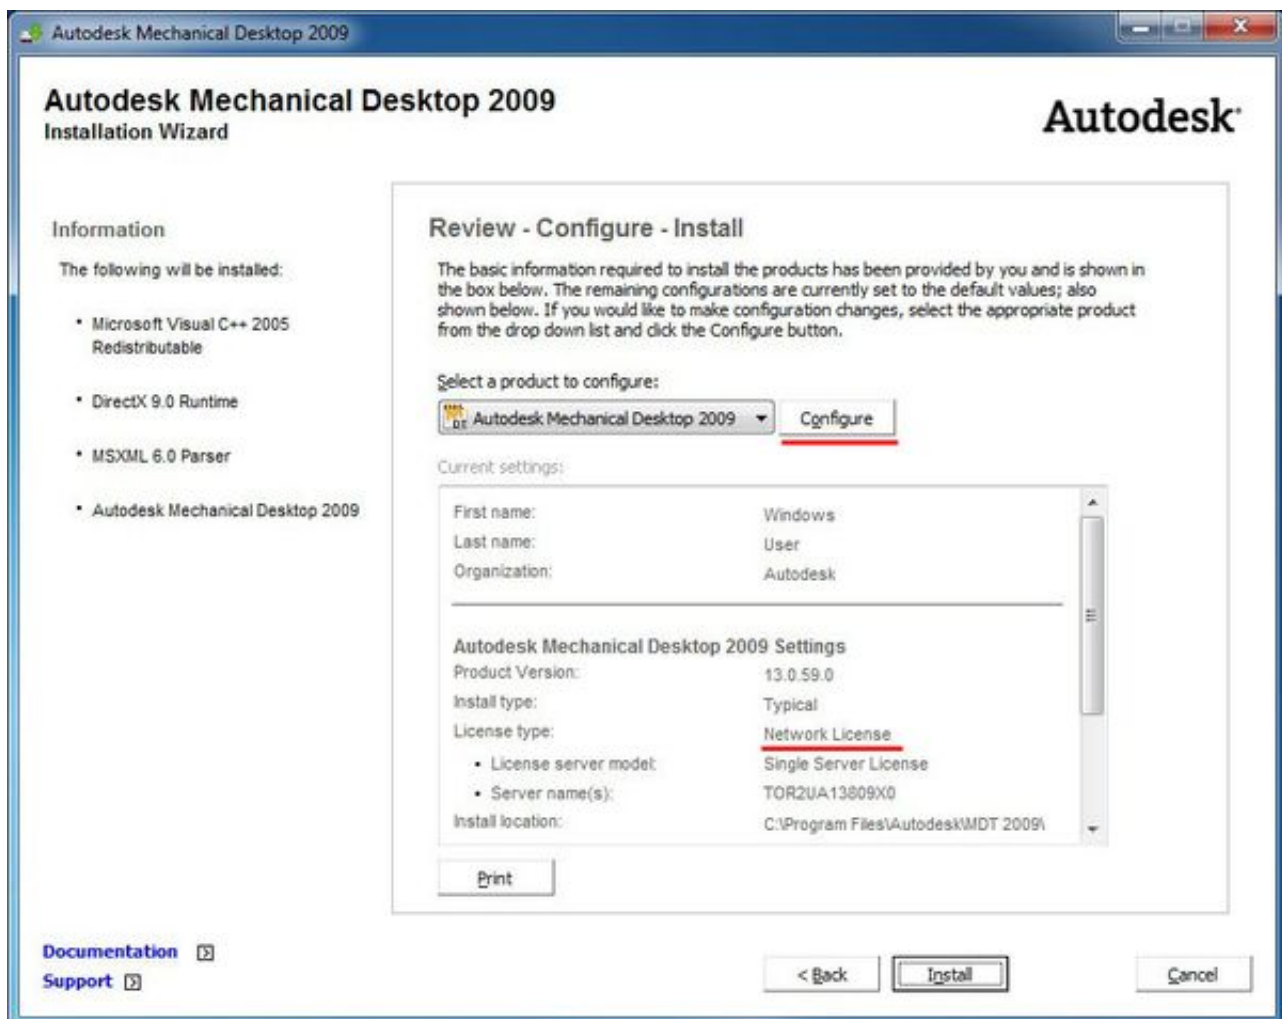 Autodesk Mechanical Desktop 2009
Autodesk Mechanical Desktop 2009
Installation Wizard
Autodesk
Information
The following will be installed:
• Microsoft Visual C++ 2005
Redistributable
• DirectX 9.0 Runtime
• MSXML 6.0 Parser
• Autodesk Mechanical Desktop 2009
Review - Configure - Install
The basic information required to install the products has been provided by you and is shown in
the box below. The remaining configurations are currently set to the default values; also
shown below. If you would like to make configuration changes, select the appropriate product
from the drop down list and click the Configure button.
Select a product to configure:
Autodesk Mechanical Desktop 2009
Configure
Current settings:
First name: Windows
Last name: User
Organization: Autodesk
Autodesk Mechanical Desktop 2009 Settings
Product Version: 13.0.59.0
Install type: Typical
License type: Network License
• License server model: Single Server License
• Server name(s): TOR2UA13809X0
Install location: C:\Program Files\Autodesk\MDT 2009\
Print
Documentation
Support
< Back
Install
Cancel